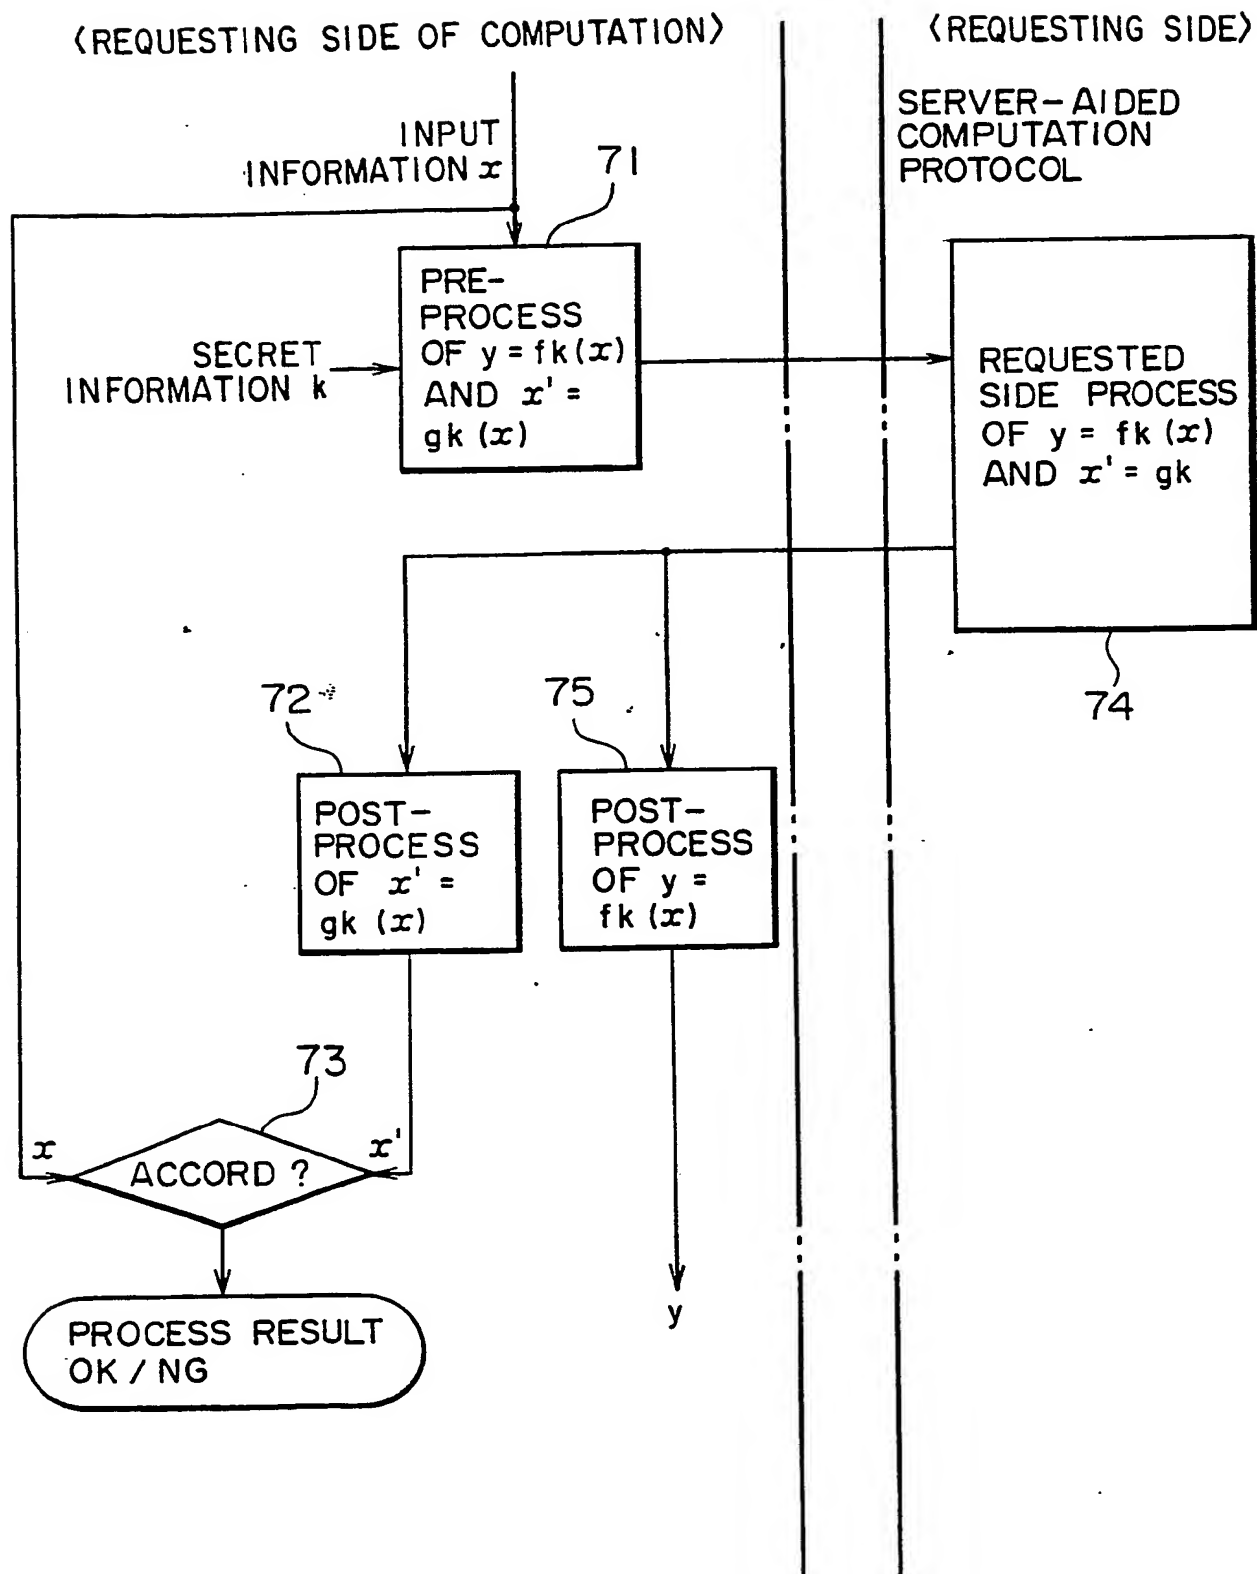 〈REQUESTING SIDE OF COMPUTATION〉
〈REQUESTING SIDE〉
SERVER-AIDED
COMPUTATION
PROTOCOL
INPUT
INFORMATION x
71
PRE-
PROCESS
OF y = fk(x)
AND x' =
gk (x)
SECRET
INFORMATION k
REQUESTED
SIDE PROCESS
OF y = fk (x)
AND x' = gk
74
72
75
POST-
PROCESS
OF x' =
gk (x)
POST-
PROCESS
OF y =
fk (x)
73
x
x'
ACCORD ?
y
PROCESS RESULT
OK / NG